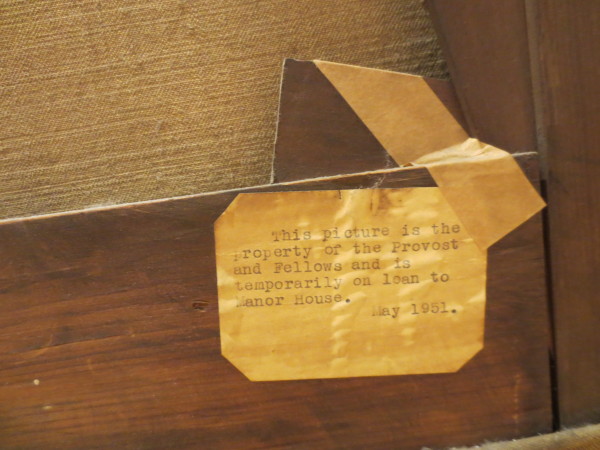 This picture is the
property of the Provost
and Fellows and is
temporarily on loan to
Manor House.
May 1951.